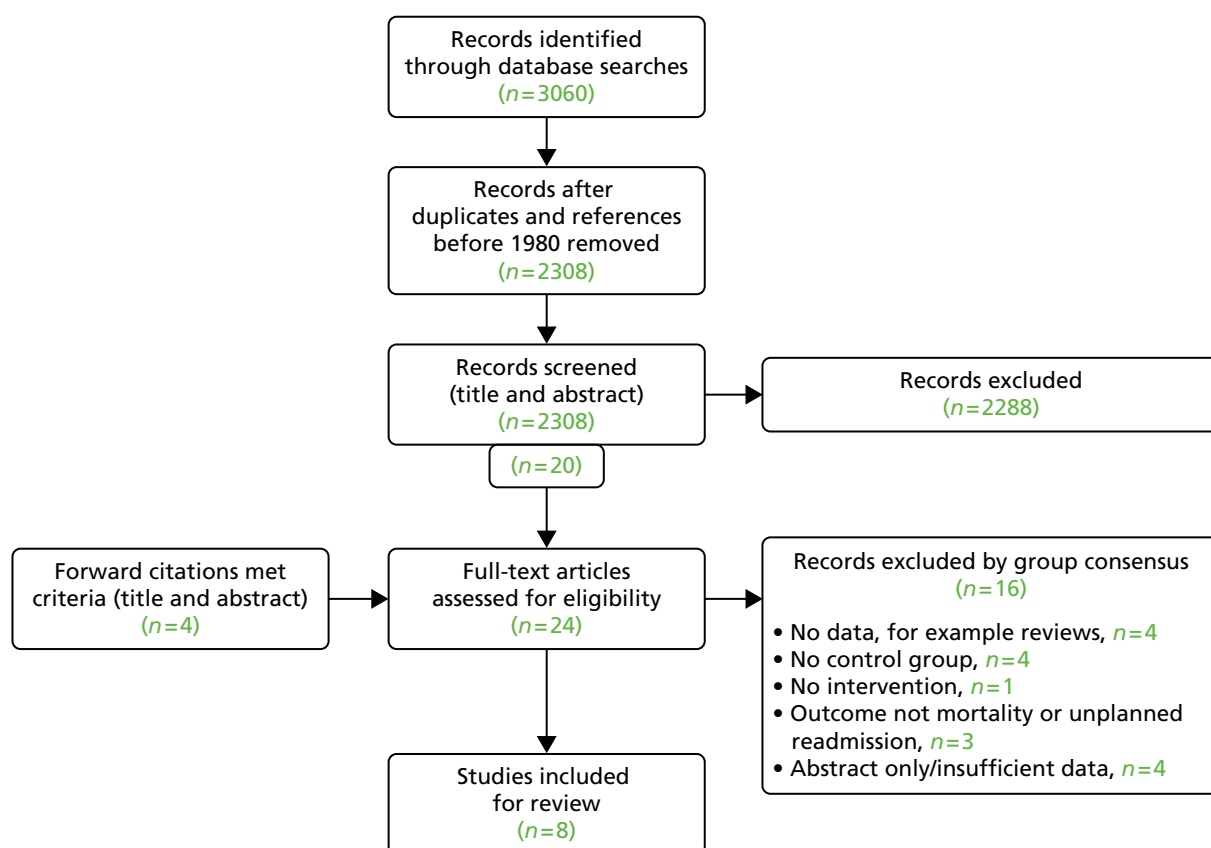 Records identified
through database searches
(n=3060)
Records after
duplicates and references
before 1980 removed
(n=2308)
Records screened
(title and abstract)
(n=2308)
Records excluded
(n=2288)
(n=20)
Forward citations met
criteria (title and abstract)
(n=4)
Full-text articles
assessed for eligibility
(n=24)
Records excluded by group consensus
(n=16)
• No data, for example reviews, n=4
• No control group, n=4
• No intervention, n=1
• Outcome not mortality or unplanned
readmission, n=3
• Abstract only/insufficient data, n=4
Studies included
for review
(n=8)